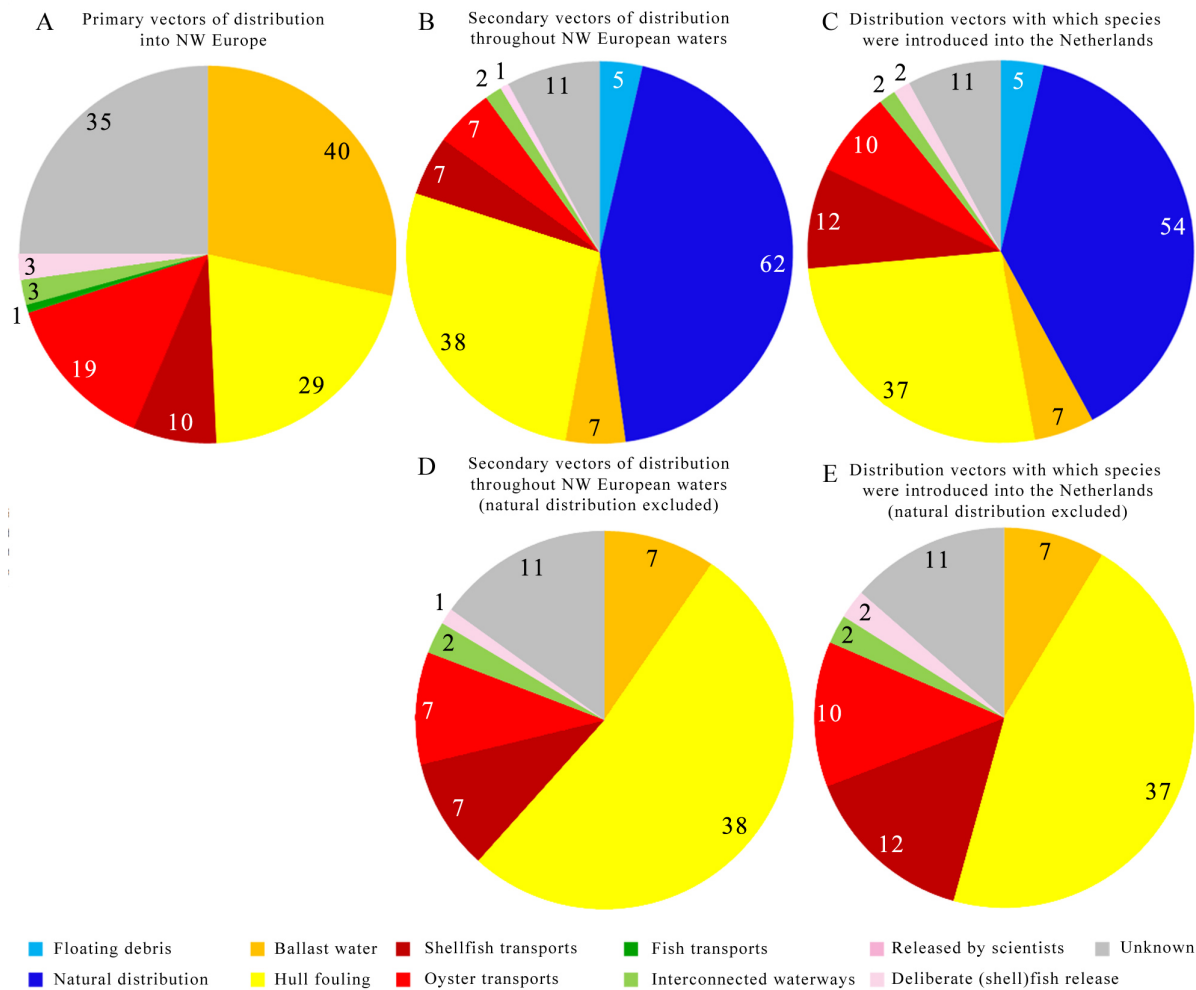 A
Primary vectors of distribution
into NW Europe
35
40
3
3
1
19
10
29
B
Secondary vectors of distribution
throughout NW European waters
2
1
11
5
7
7
62
38
7
C
Distribution vectors with which species
were introduced into the Netherlands
2
2
11
5
10
12
54
37
7
D
Secondary vectors of distribution
throughout NW European waters
(natural distribution excluded)
11
7
1
2
7
7
38
E
Distribution vectors with which species
were introduced into the Netherlands
(natural distribution excluded)
11
7
2
2
10
12
37
Floating debris
Ballast water
Shellfish transports
Fish transports
Released by scientists
Unknown
Natural distribution
Hull fouling
Oyster transports
Interconnected waterways
Deliberate (shell)fish release